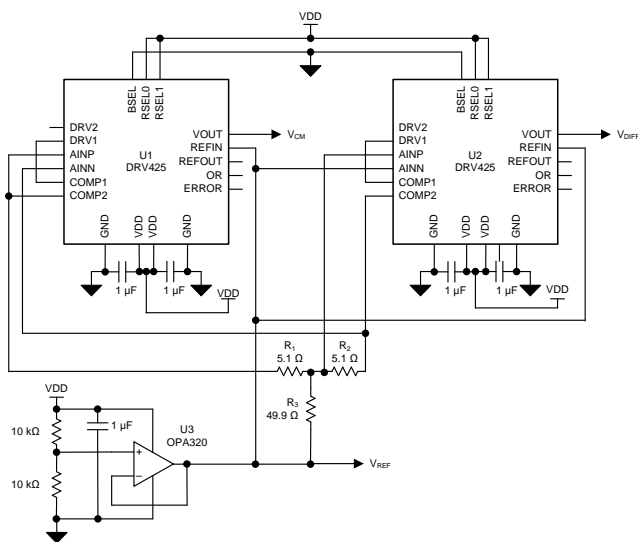 VDD
BSEL
RSEL0
RSEL1
DRV2
DRV1
AINP
AINN
COMP1
COMP2
U1
DRV425
VOUT
REFIN
REFOUT
OR
ERROR
GND
VDD
VDD
GND
VCM
1 µF
1 µF
VDD
BSEL
RSEL0
RSEL1
DRV2
DRV1
AINP
AINN
COMP1
COMP2
U2
DRV425
VOUT
REFIN
REFOUT
OR
ERROR
GND
VDD
VDD
GND
VDIFF
1 µF
1 µF
VDD
R1
5.1 Ω
R2
5.1 Ω
R3
49.9 Ω
VDD
10 kΩ
1 µF
U3
OPA320
+
−
10 kΩ
VREF